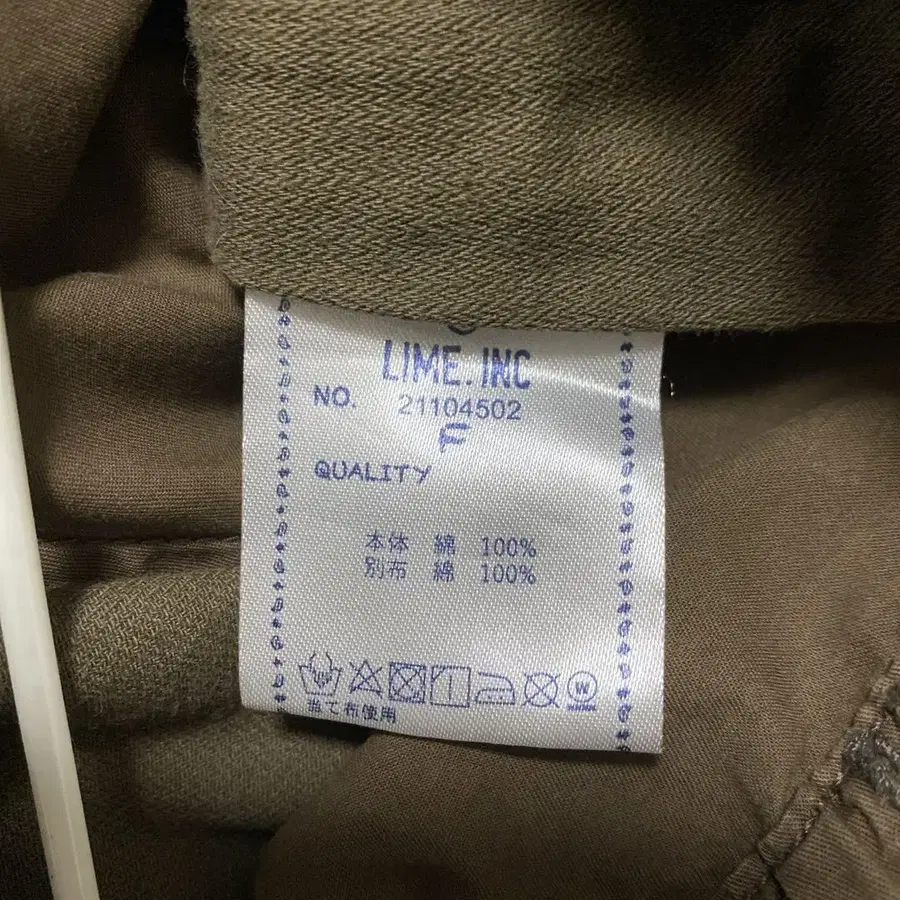 LIME.INC
NO. 21104502
F
QUALITY
本体 綿 100%
別布 綿 100%
W
当て布使用